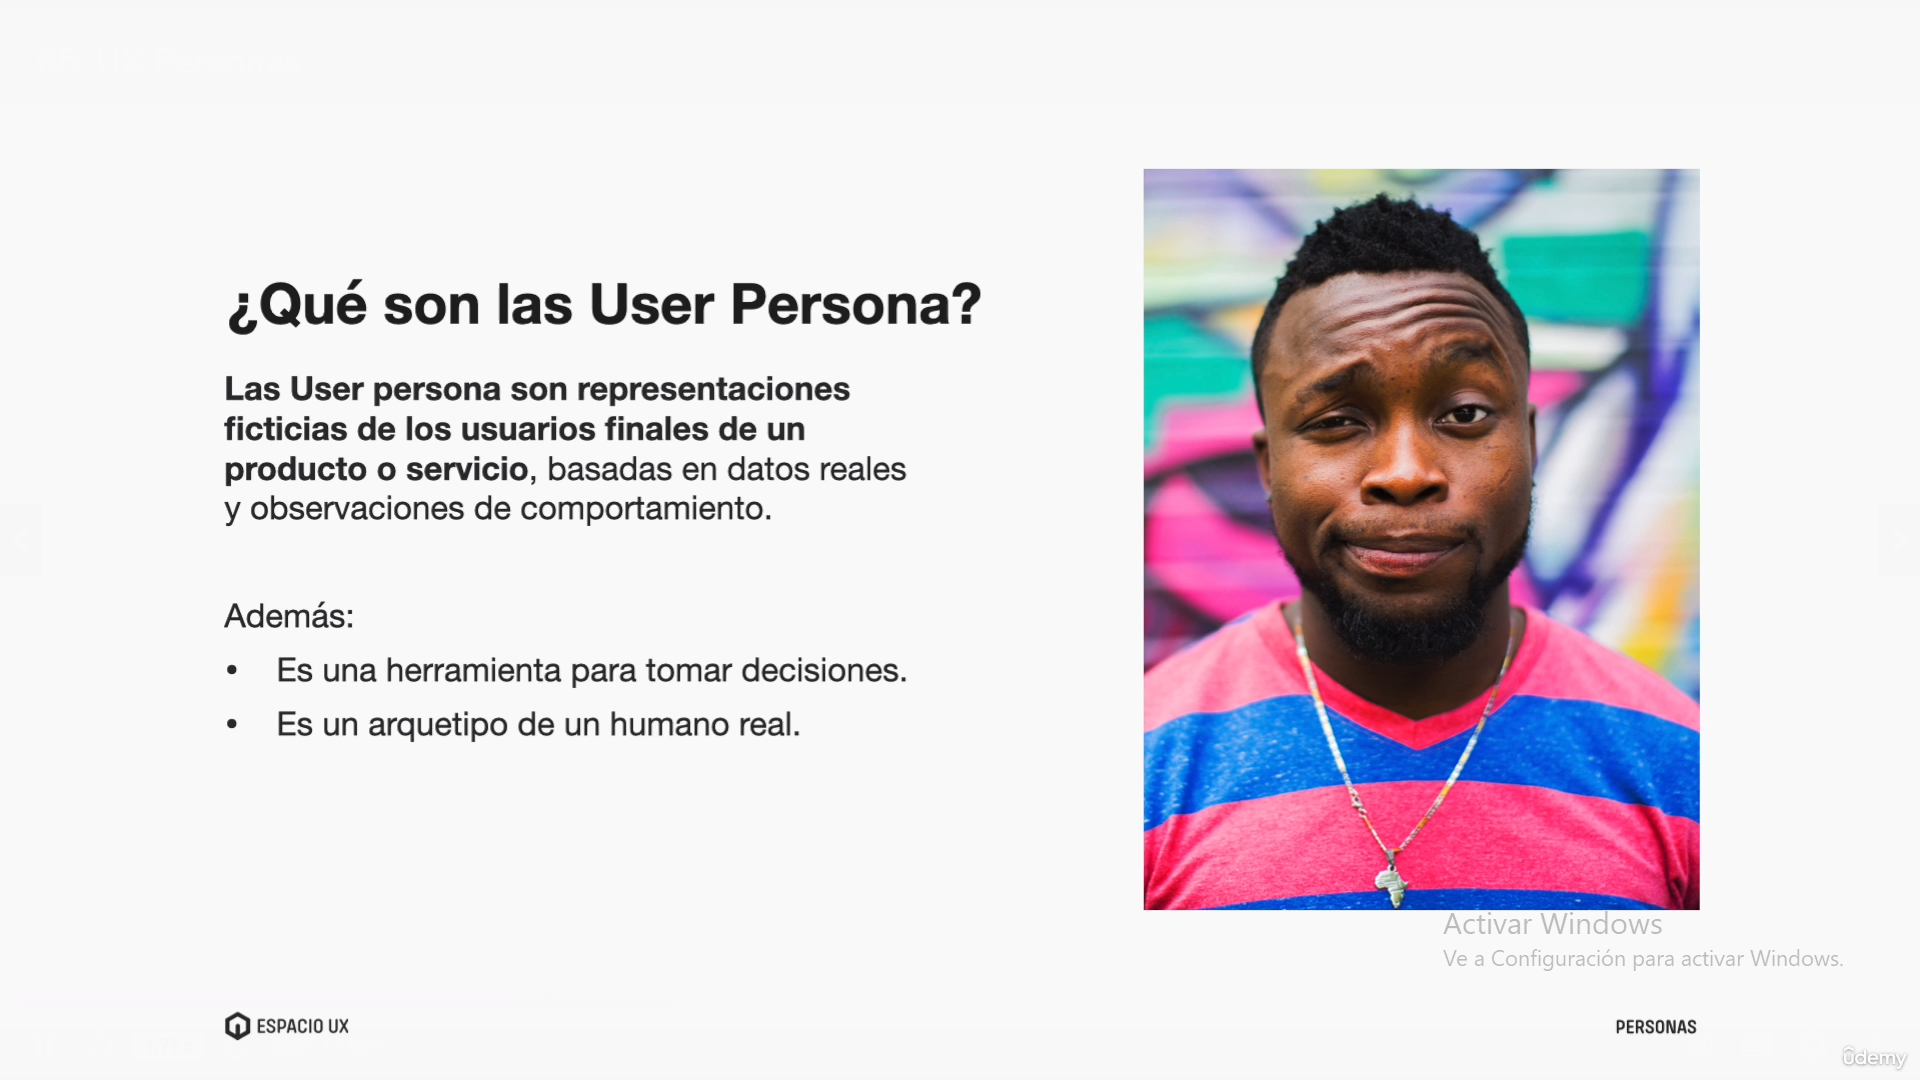 ¿Qué son las User Persona?
Las User persona son representaciones
ficticias de los usuarios finales de un
producto o servicio, basadas en datos reales
y observaciones de comportamiento.
Además:
• Es una herramienta para tomar decisiones.
• Es un arquetipo de un humano real.
Activar Windows
Ve a Configuración para activar Windows.
ESPACIO UX
PERSONAS
ûdemy